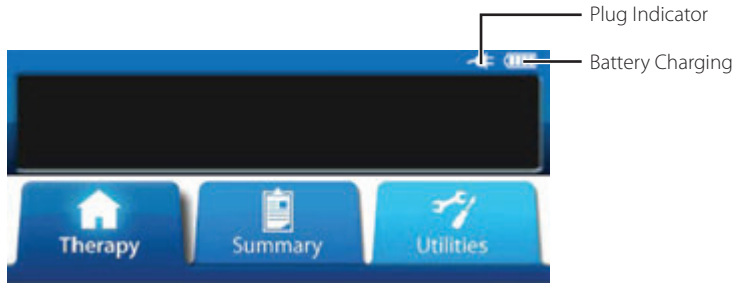 Plug Indicator
Battery Charging
Therapy
Summary
Utilities